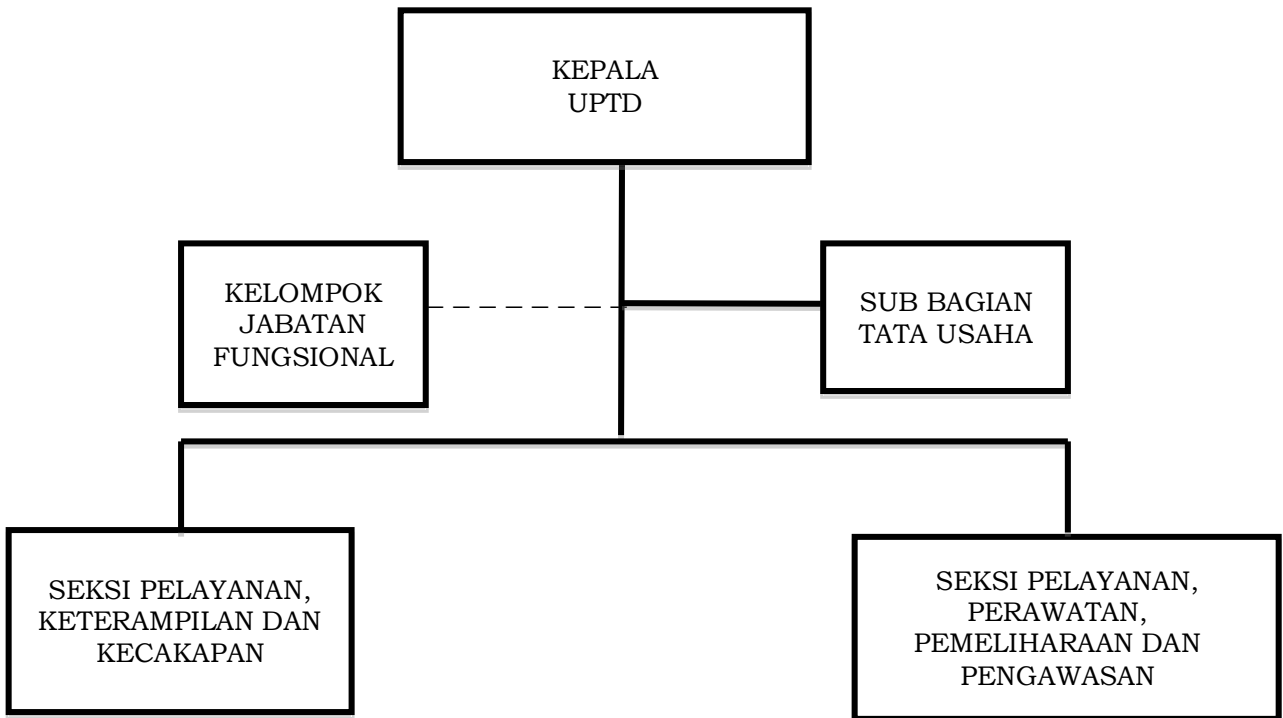 KEPALA
UPTD
KELOMPOK
JABATAN
FUNGSIONAL
SUB BAGIAN
TATA USAHA
SEKSI PELAYANAN,
KETERAMPILAN DAN
KECAKAPAN
SEKSI PELAYANAN,
PERAWATAN,
PEMELIHARAAN DAN
PENGAWASAN